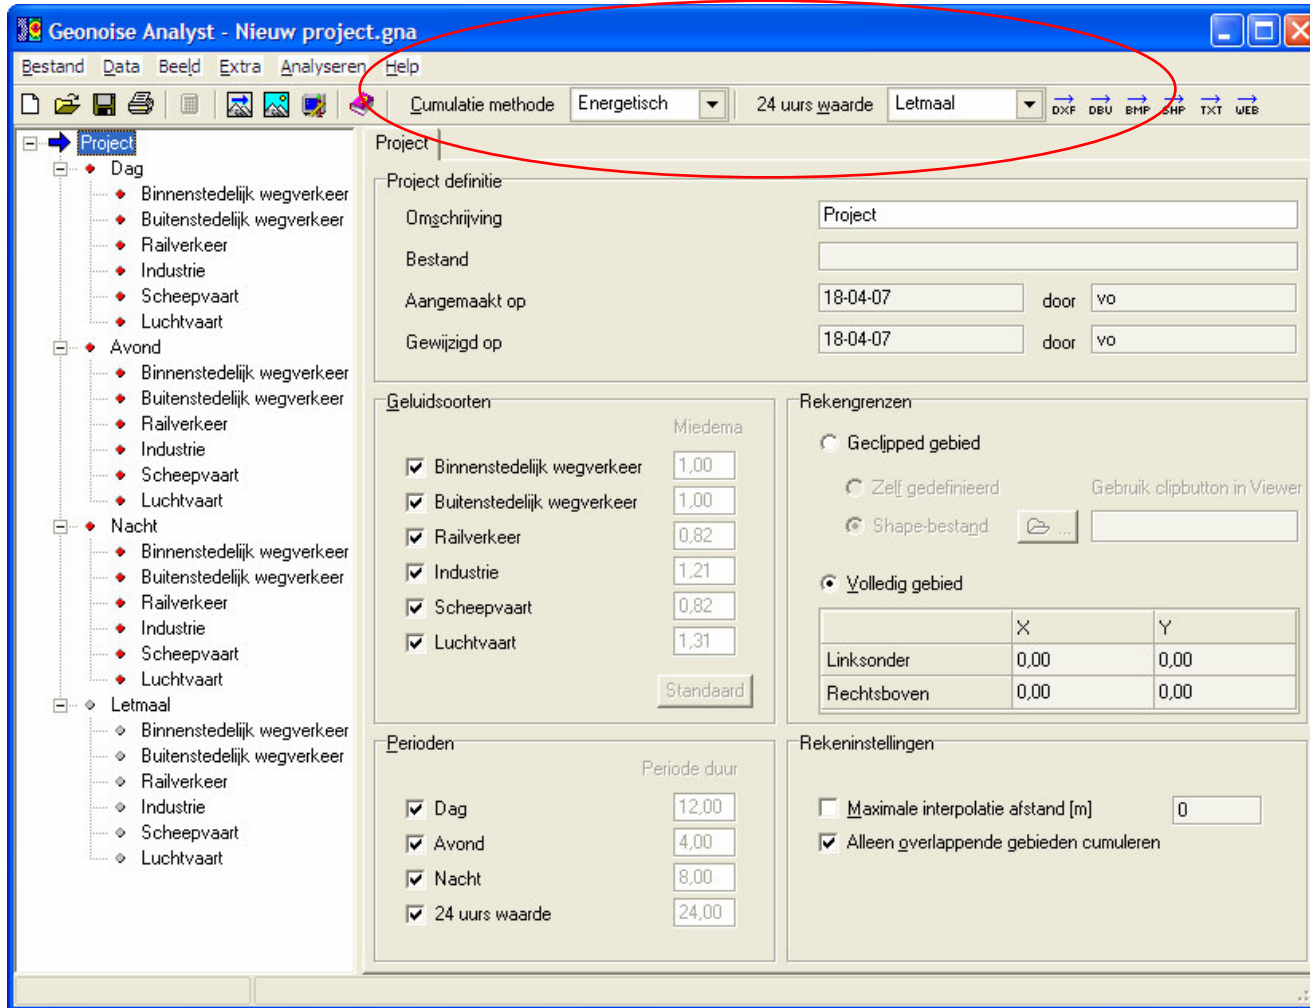 Geonoise Analyst - Nieuw project.gna
Bestand Data Beeld Extra Analyseren Help
Cumulatie methode Energetisch 24 uurs waarde Letmaal DXF DBU BMP SHP TXT WEB
Project
Dag
Binnenstedelijk wegverkeer
Buitenstedelijk wegverkeer
Railverkeer
Industrie
Scheepvaart
Luchtvaart
Avond
Binnenstedelijk wegverkeer
Buitenstedelijk wegverkeer
Railverkeer
Industrie
Scheepvaart
Luchtvaart
Nacht
Binnenstedelijk wegverkeer
Buitenstedelijk wegverkeer
Railverkeer
Industrie
Scheepvaart
Luchtvaart
Letmaal
Binnenstedelijk wegverkeer
Buitenstedelijk wegverkeer
Railverkeer
Industrie
Scheepvaart
Luchtvaart
Project
Project definitie
Omschrijving Project
Bestand
Aangemaakt op 18-04-07 door vo
Gewijzigd op 18-04-07 door vo
Geluidsoorten
Miedema
Binnenstedelijk wegverkeer 1,00
Buitenstedelijk wegverkeer 1,00
Railverkeer 0,82
Industrie 1,21
Scheepvaart 0,82
Luchtvaart 1,31
Standaard
Rekengrenzen
Geclipped gebied
Zelf gedefinieerd Gebruik clipbutton in Viewer
Shape-bestand ...
Volledig gebied
X Y
Linksonder 0,00 0,00
Rechtsboven 0,00 0,00
Perioden
Periode duur
Dag 12,00
Avond 4,00
Nacht 8,00
24 uurs waarde 24,00
Rekeninstellingen
Maximale interpolatie afstand [m] 0
Alleen overlappende gebieden cumuleren